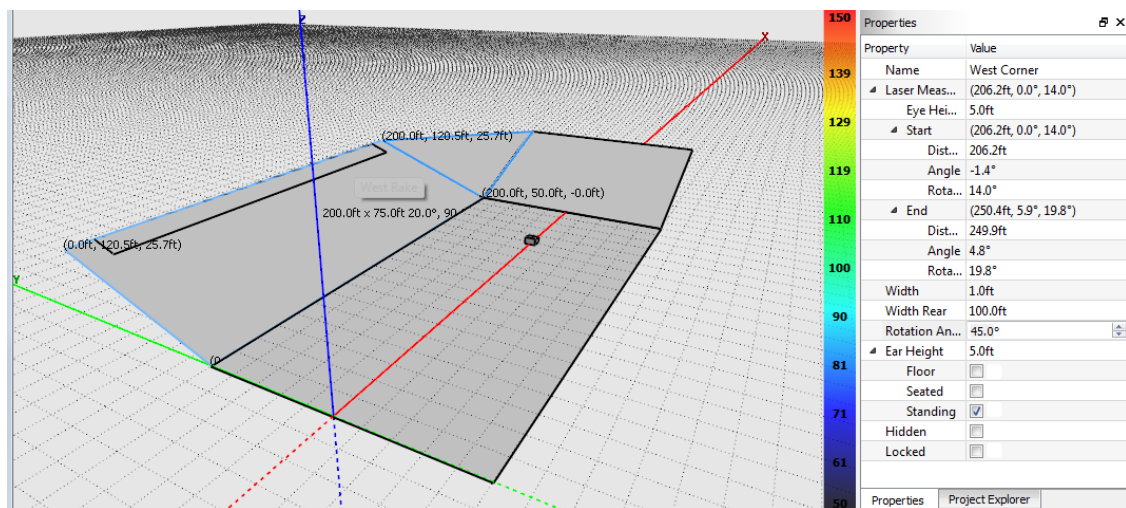 Z
X
(200.0ft, 120.5ft, 25.7ft)
West Rake
(200.0ft, 50.0ft, -0.0ft)
200.0ft x 75.0ft 20.0°, 90
(0.0ft, 120.5ft, 25.7ft)
Y
(0
150
139
129
119
110
100
90
81
71
61
50
Properties
Property Value
Name West Corner
Laser Meas... (206.2ft, 0.0°, 14.0°)
Eye Hei... 5.0ft
Start (206.2ft, 0.0°, 14.0°)
Dist... 206.2ft
Angle -1.4°
Rota... 14.0°
End (250.4ft, 5.9°, 19.8°)
Dist... 249.9ft
Angle 4.8°
Rota... 19.8°
Width 1.0ft
Width Rear 100.0ft
Rotation An... 45.0°
Ear Height 5.0ft
Floor
Seated
Standing
Hidden
Locked
Properties Project Explorer